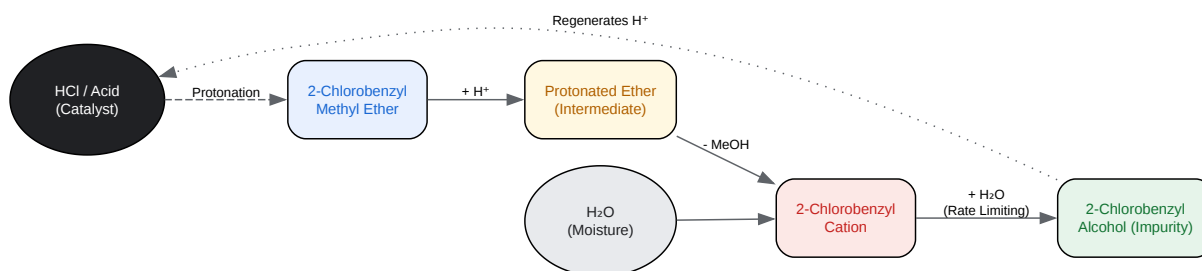 Regenerates H⁺
HCl / Acid
(Catalyst)
Protonation
2-Chlorobenzyl
Methyl Ether
+ H⁺
Protonated Ether
(Intermediate)
- MeOH
H₂O
(Moisture)
2-Chlorobenzyl
Cation
+ H₂O
(Rate Limiting)
2-Chlorobenzyl
Alcohol (Impurity)